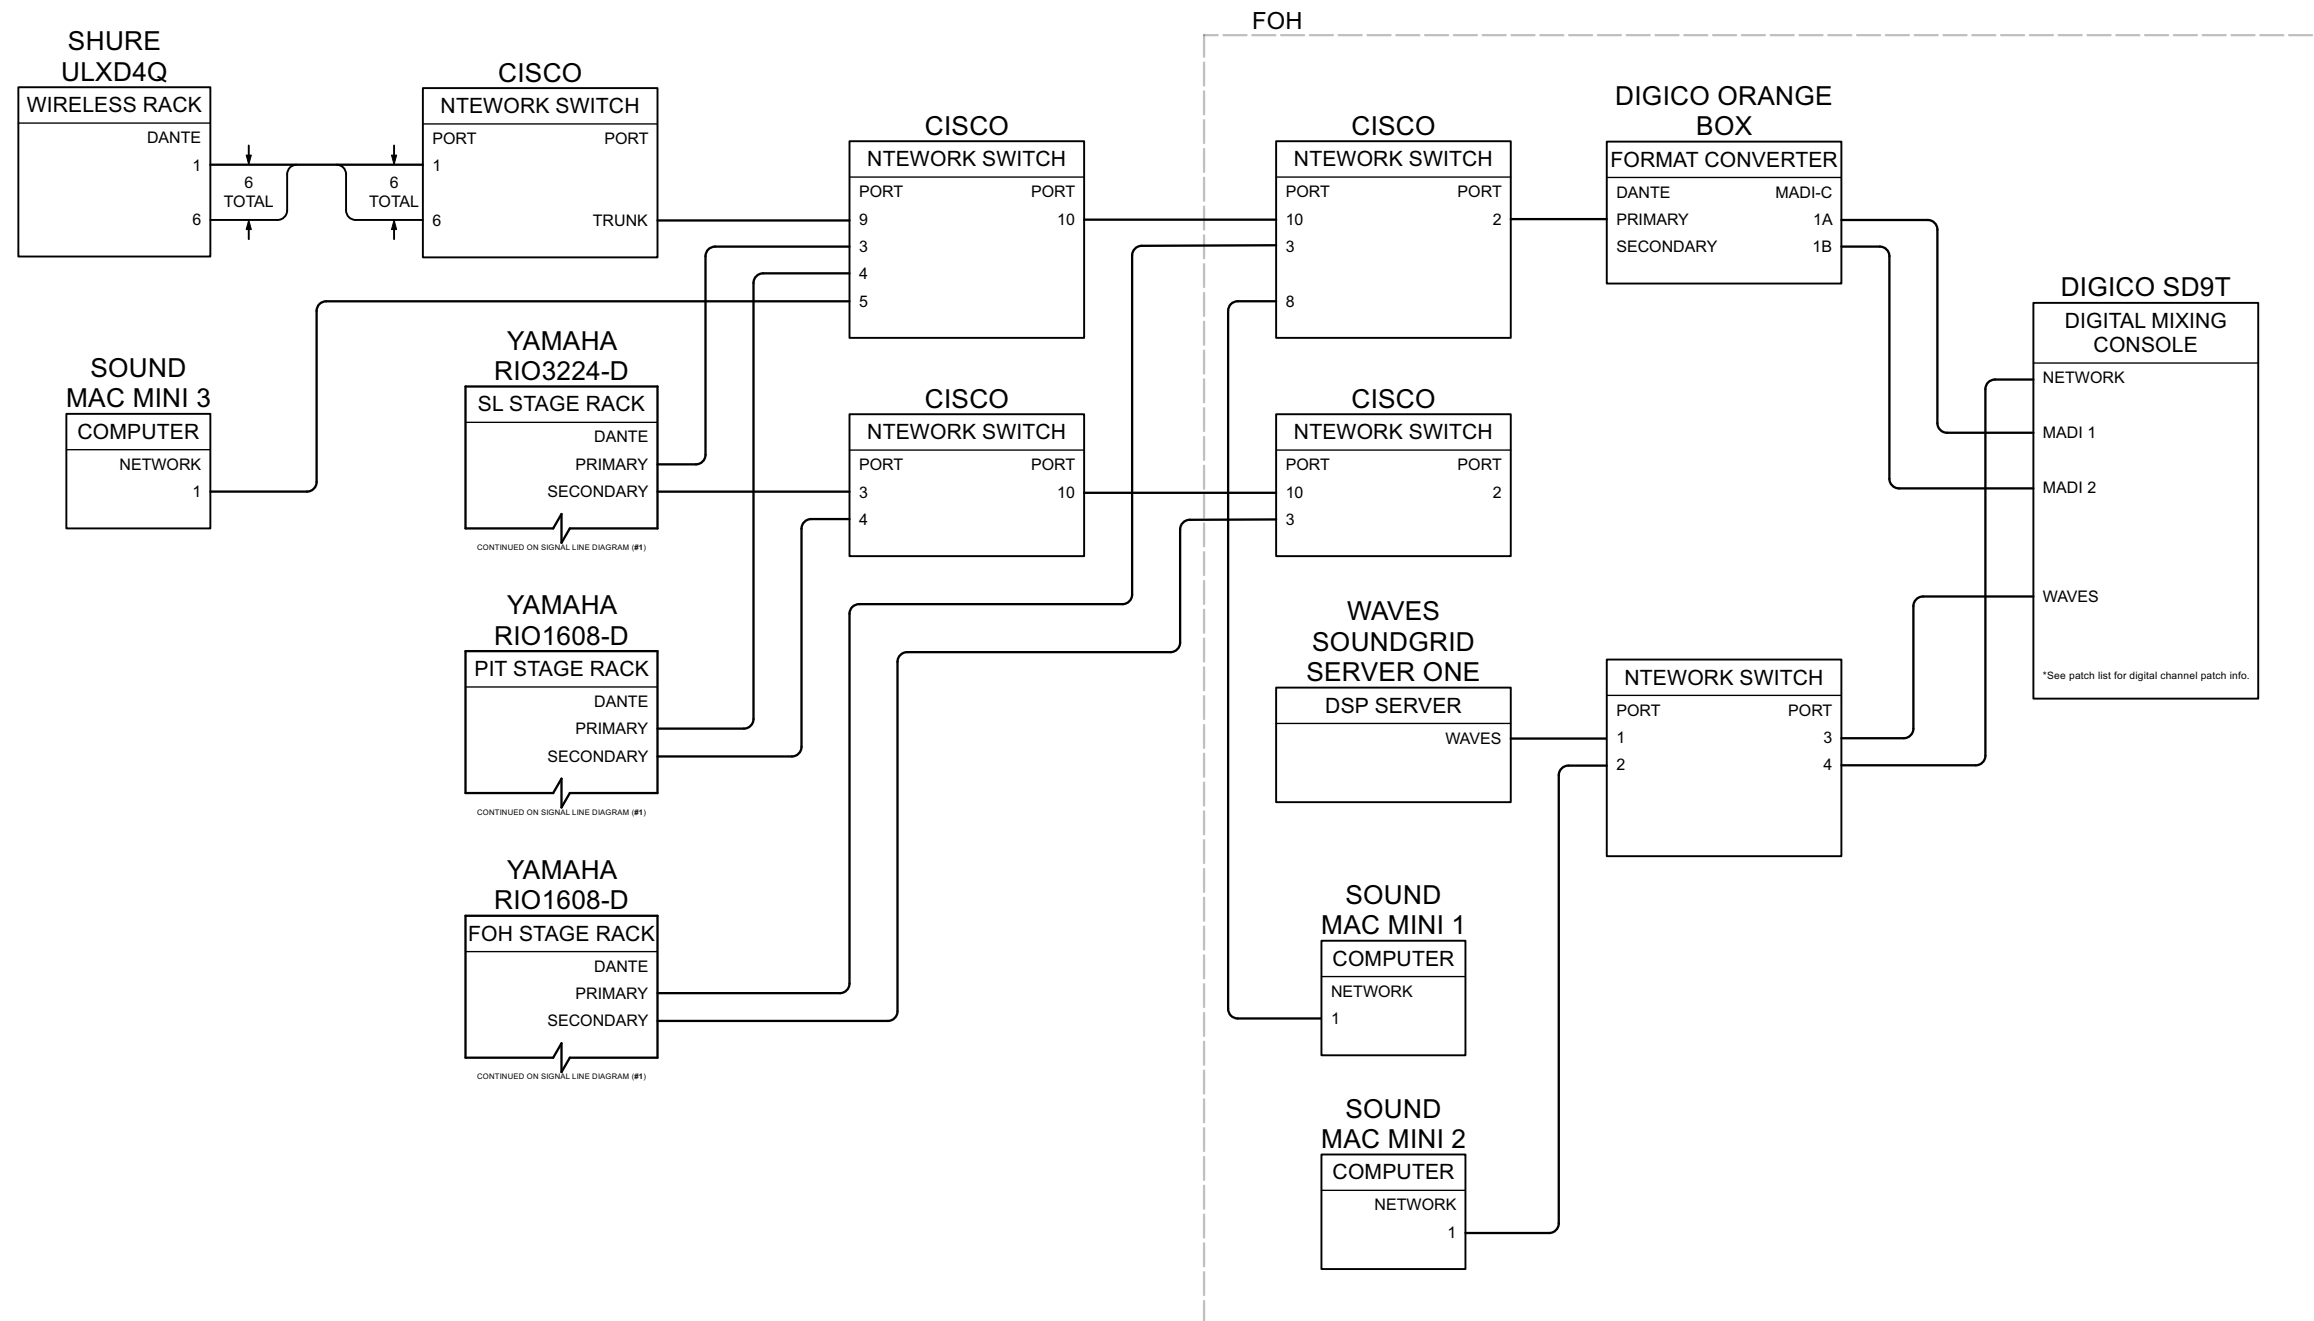 FOH
SHURE
ULXD4Q
WIRELESS RACK
DANTE
1
6
6
TOTAL
6
TOTAL
CISCO
NTEWORK SWITCH
PORT PORT
1
6 TRUNK
CISCO
NTEWORK SWITCH
PORT PORT
9 10
3
4
5
CISCO
NTEWORK SWITCH
PORT PORT
10 2
3
8
DIGICO ORANGE
BOX
FORMAT CONVERTER
DANTE MADI-C
PRIMARY 1A
SECONDARY 1B
DIGICO SD9T
DIGITAL MIXING
CONSOLE
NETWORK
MADI 1
MADI 2
WAVES
*See patch list for digital channel patch info.
SOUND
MAC MINI 3
COMPUTER
NETWORK
1
YAMAHA
RIO3224-D
SL STAGE RACK
DANTE
PRIMARY
SECONDARY
CONTINUED ON SIGNAL LINE DIAGRAM (#1)
CISCO
NTEWORK SWITCH
PORT PORT
3 10
4
CISCO
NTEWORK SWITCH
PORT PORT
10 2
3
YAMAHA
RIO1608-D
PIT STAGE RACK
DANTE
PRIMARY
SECONDARY
CONTINUED ON SIGNAL LINE DIAGRAM (#1)
WAVES
SOUNDGRID
SERVER ONE
DSP SERVER
WAVES
NTEWORK SWITCH
PORT PORT
1 3
2 4
YAMAHA
RIO1608-D
FOH STAGE RACK
DANTE
PRIMARY
SECONDARY
CONTINUED ON SIGNAL LINE DIAGRAM (#1)
SOUND
MAC MINI 1
COMPUTER
NETWORK
1
SOUND
MAC MINI 2
COMPUTER
NETWORK
1